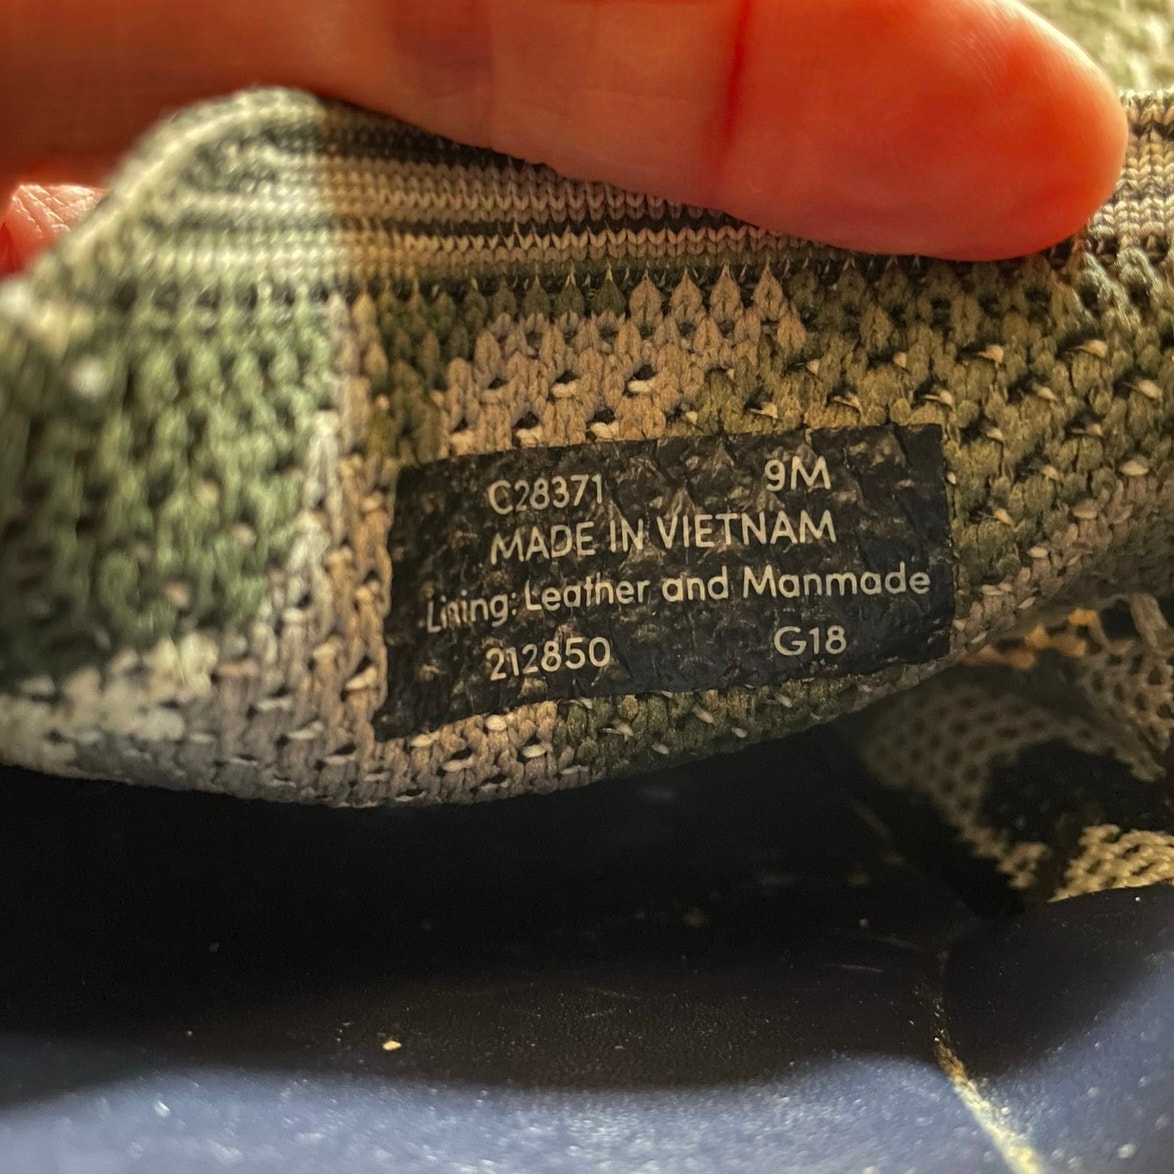 C28371 9M
MADE IN VIETNAM
Lining: Leather and Manmade
212850 G18